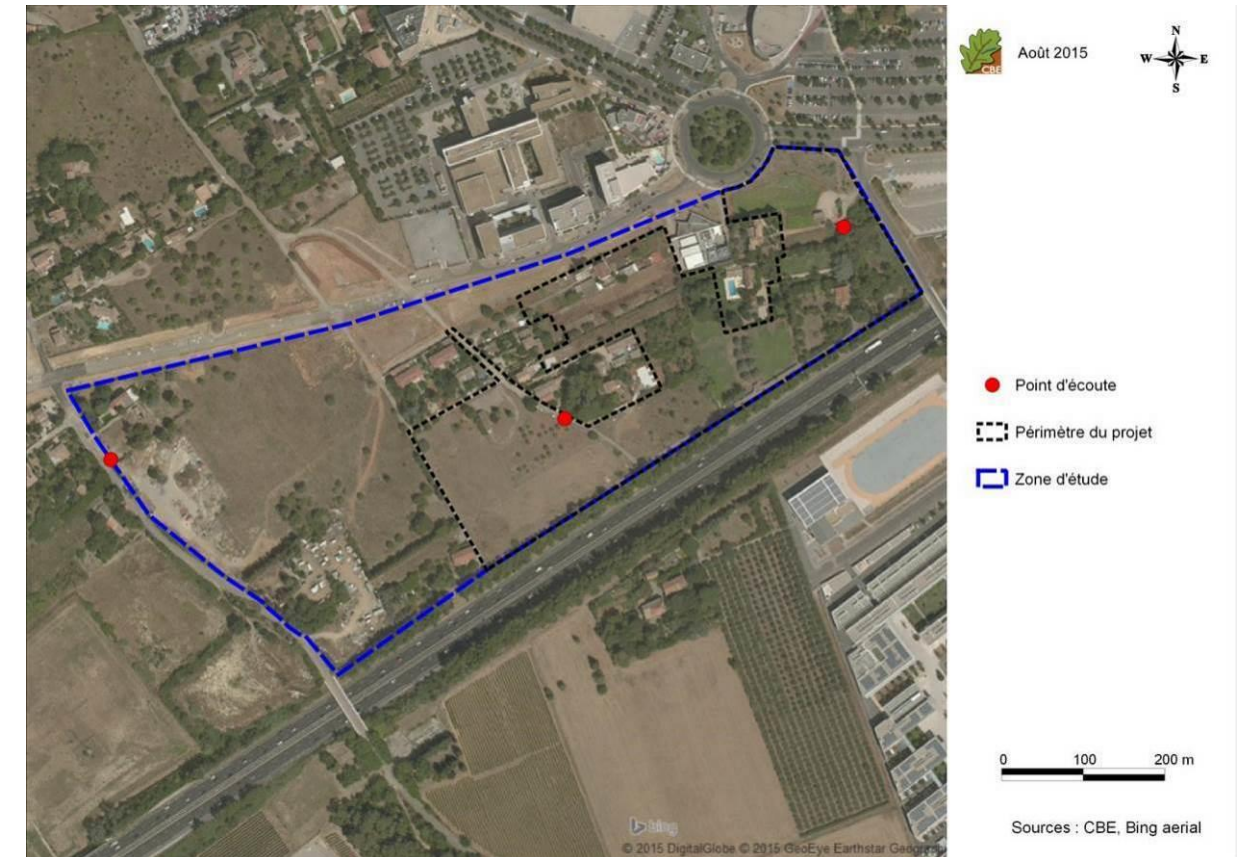 CBE
Août 2015
N
W E
S
Point d'écoute
Périmètre du projet
Zone d'étude
0 100 200 m
Sources : CBE, Bing aerial
bing
© 2015 DigitalGlobe © 2015 GeoEye Earthstar